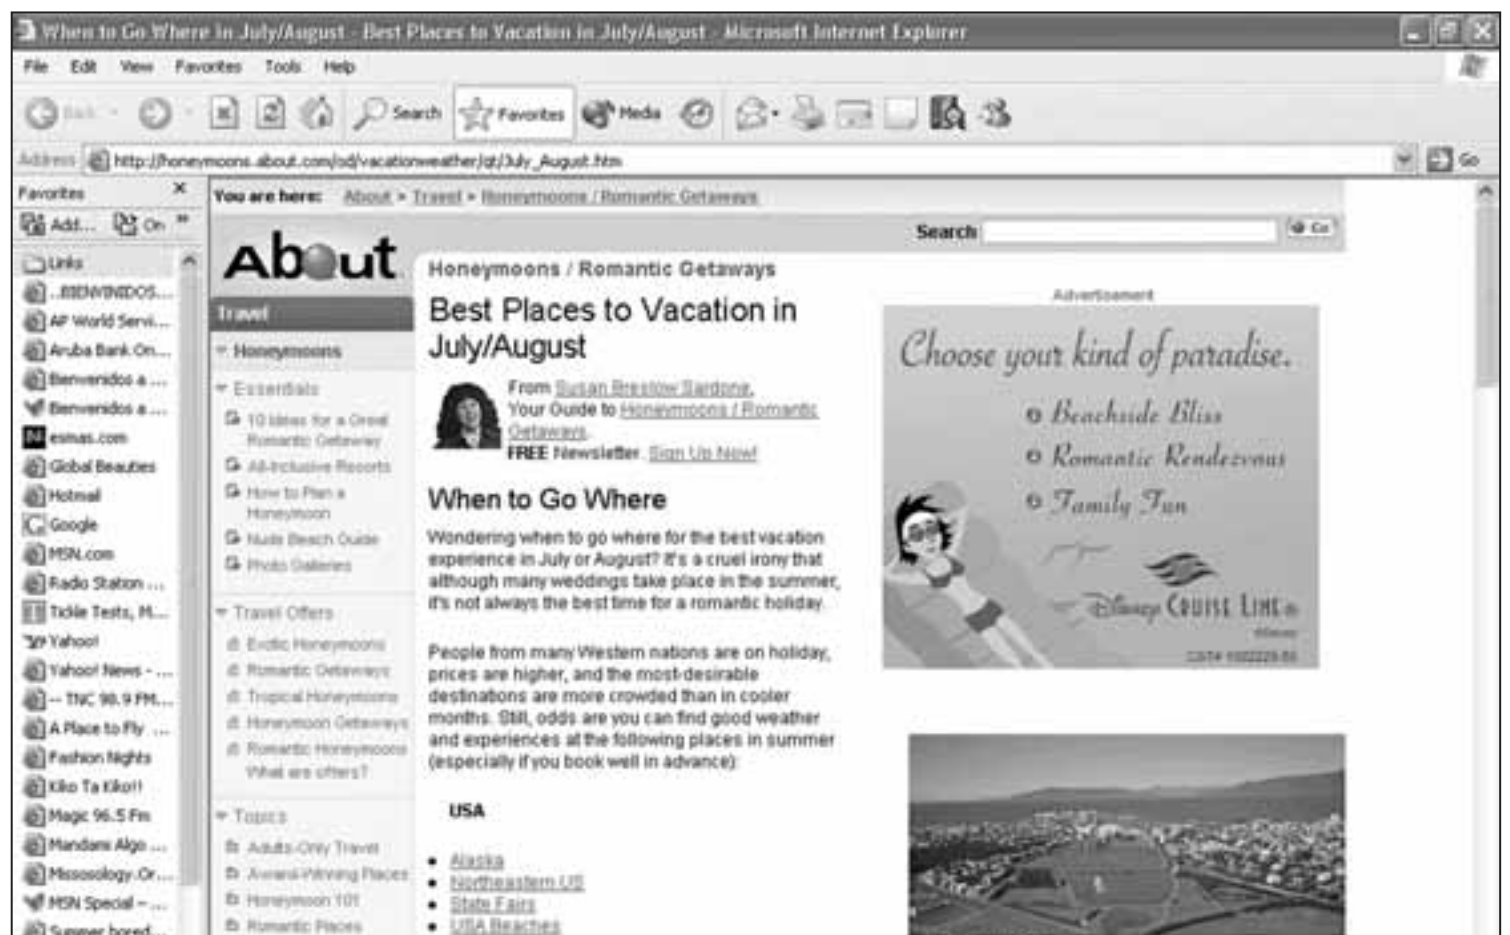 When to Go Where in July/August - Best Places to Vacation in July/August - Microsoft Internet Explorer
File Edit View Favorites Tools Help
Back Search Favorites Media
Address http://honeymoons.about.com/od/vacationweather/qt/July_August.htm Go
Favorites
Add... On
Links
..BIENVINIDOS...
AP World Servi...
Aruba Bank On...
Bienvenidos a ...
Bienvenidos a ...
esmas.com
Global Beauties
Hotmail
Google
MSN.com
Radio Station ...
Tickle Tests, M...
Yahoo!
Yahoo! News - ...
-- TNC 98.9 FM...
A Place to Fly ...
Fashion Nights
Kiko Ta Kiko!!
Magic 96.5 Fm
Mandami Algo ...
Missosology.Or...
MSN Special – ...
Summer bored...
You are here: About > Travel > Honeymoons / Romantic Getaways
Search Go
About
Travel
Honeymoons
Essentials
10 Ideas for a Great
Romantic Getaway
All-Inclusive Resorts
How to Plan a
Honeymoon
Nude Beach Guide
Photo Galleries
Travel Offers
Exotic Honeymoons
Romantic Getaways
Tropical Honeymoons
Honeymoon Getaways
Romantic Honeymoons
What are offers?
Topics
Adults-Only Travel
Award-Winning Places
Honeymoon 101
Romantic Places
Honeymoons / Romantic Getaways
Best Places to Vacation in
July/August
From Susan Breslow Sardone,
Your Guide to Honeymoons / Romantic
Getaways.
FREE Newsletter. Sign Up Now!
When to Go Where
Wondering when to go where for the best vacation
experience in July or August? It's a cruel irony that
although many weddings take place in the summer,
it's not always the best time for a romantic holiday.
People from many Western nations are on holiday,
prices are higher, and the most-desirable
destinations are more crowded than in cooler
months. Still, odds are you can find good weather
and experiences at the following places in summer
(especially if you book well in advance):
USA
Alaska
Northeastern US
State Fairs
USA Beaches
Advertisement
Choose your kind of paradise.
Beachside Bliss
Romantic Rendezvous
Family Fun
Disney CRUISE LINE ®
©Disney